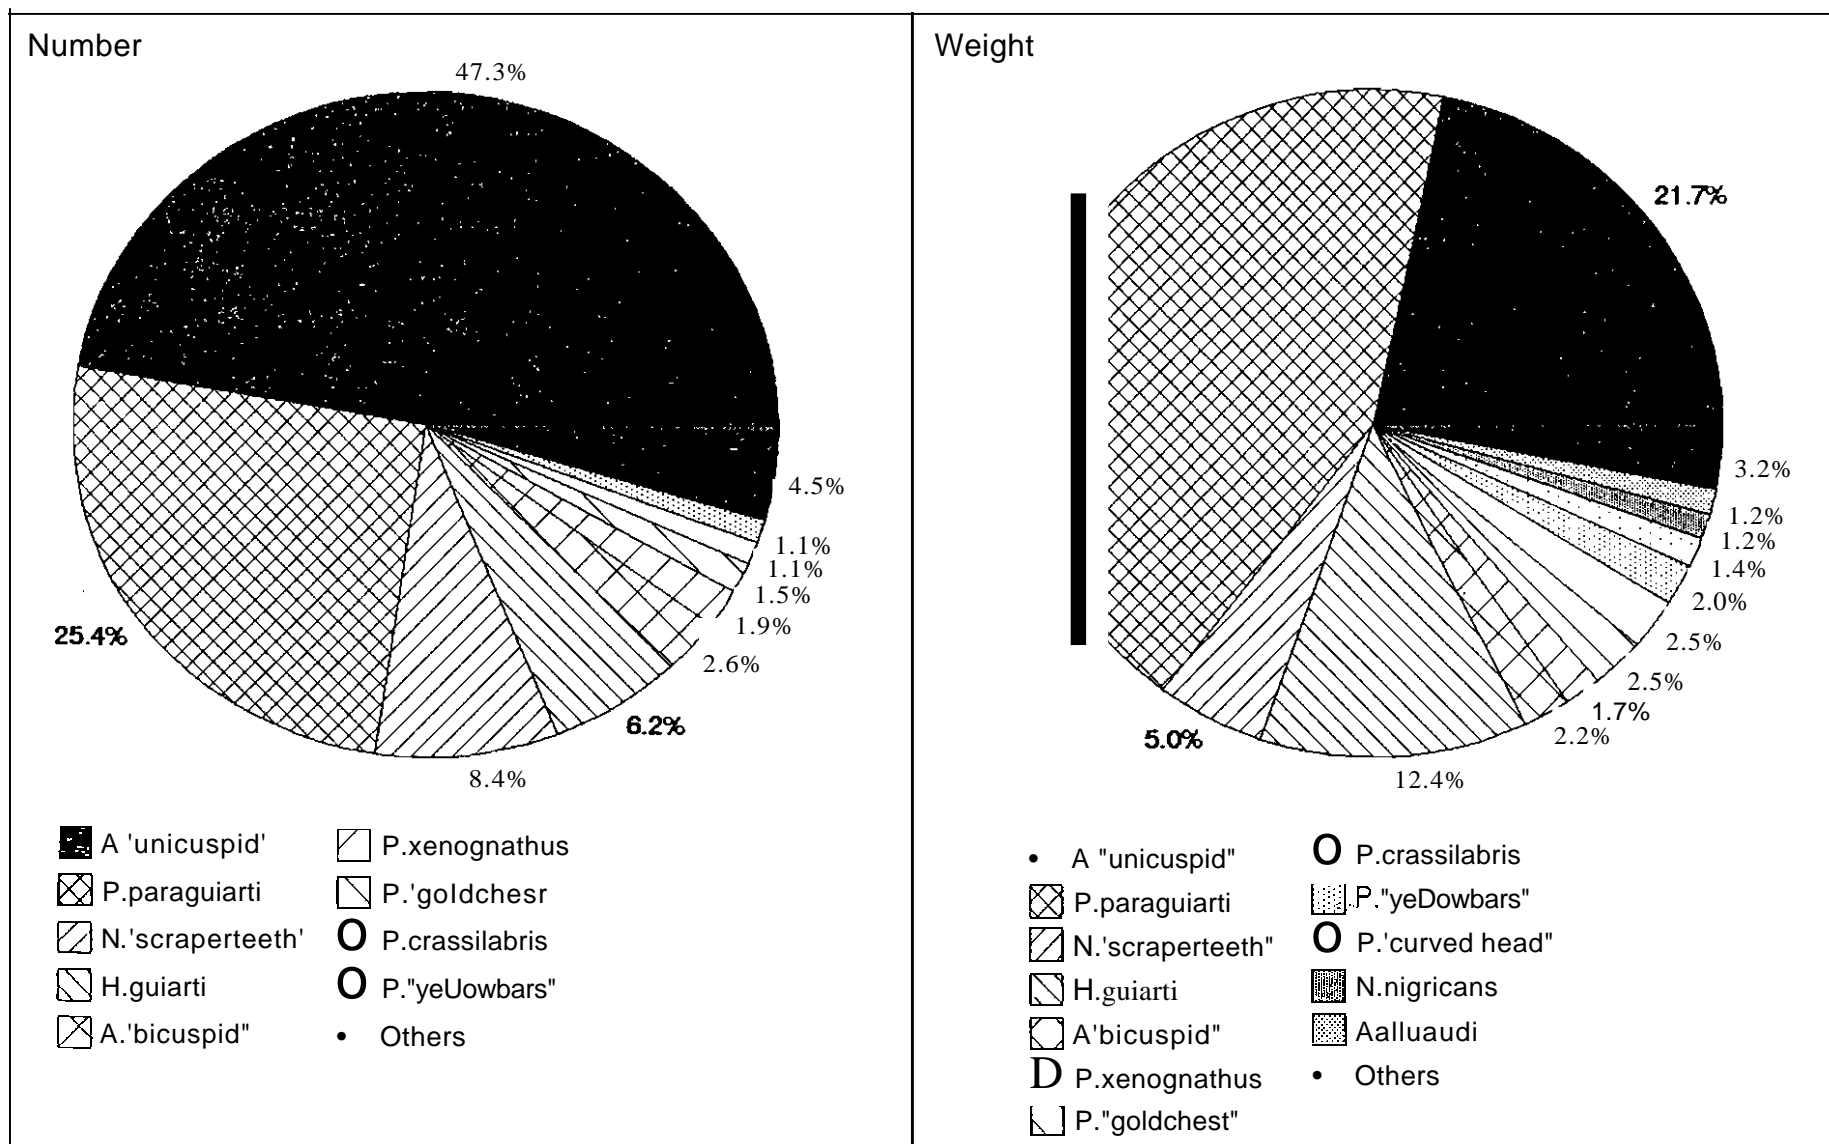 Number
47.3%
4.5%
1.1%
1.1%
1.5%
1.9%
2.6%
6.2%
8.4%
25.4%
A 'unicuspid'
P.paraguiarti
N.'scraperteeth'
H.guiarti
A.'bicuspid"
P.xenognathus
P.'goldchesr
O P.crassilabris
O P."yeUowbars"
• Others
Weight
21.7%
3.2%
1.2%
1.2%
1.4%
2.0%
2.5%
2.5%
1.7%
2.2%
12.4%
5.0%
• A "unicuspid"
P.paraguiarti
N.'scraperteeth"
H.guiarti
A'bicuspid"
D P.xenognathus
P."goldchest"
O P.crassilabris
P."yeDowbars"
O P.'curved head"
N.nigricans
Aalluaudi
• Others